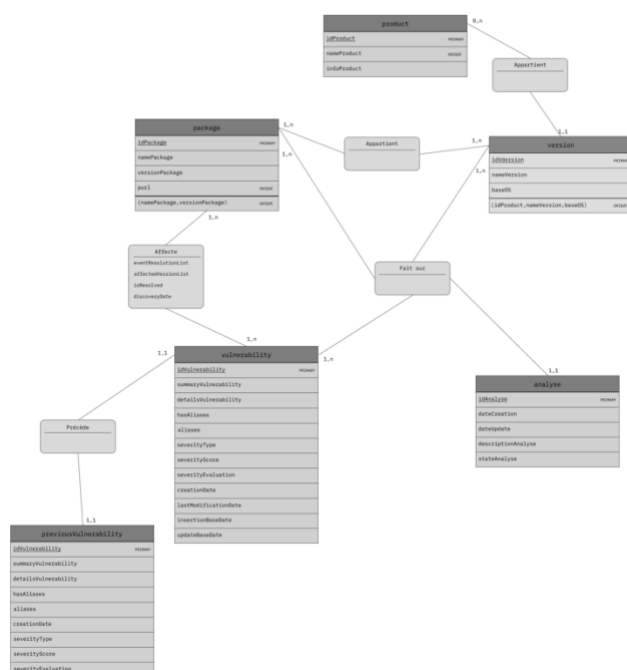 product
idProduct PRIMARY
nameProduct UNIQUE
inIoProduct
0,n
Appartient
1,1
package
idPackage PRIMARY
namePackage
versionPackage
purl UNIQUE
(namePackage,versionPackage) UNIQUE
1,n
1,n
Appartient
1,n
1,n
version
idVersion PRIMARY
nameVersion
baseOS
(idProduct,nameVersion,baseOS) UNIQUE
1,n
Affecte
eventResolutionList
affectedVersionList
isResolved
discoveryDate
1,n
Fait sur
1,n
1,1
vulnerability
idVulnerability PRIMARY
summaryVulnerability
detailsVulnerability
hasAliases
aliases
severityType
severityScore
severityEvaluation
creationDate
lastModificationDate
insertionBaseDate
updateBaseDate
1,1
analyse
idAnalyse PRIMARY
dateCreation
dateUpdate
descriptionAnalyse
stateAnalyse
Précède
1,1
previousVulnerability
idVulnerability PRIMARY
summaryVulnerability
detailsVulnerability
hasAliases
aliases
creationDate
severityType
severityScore
severityEvaluation